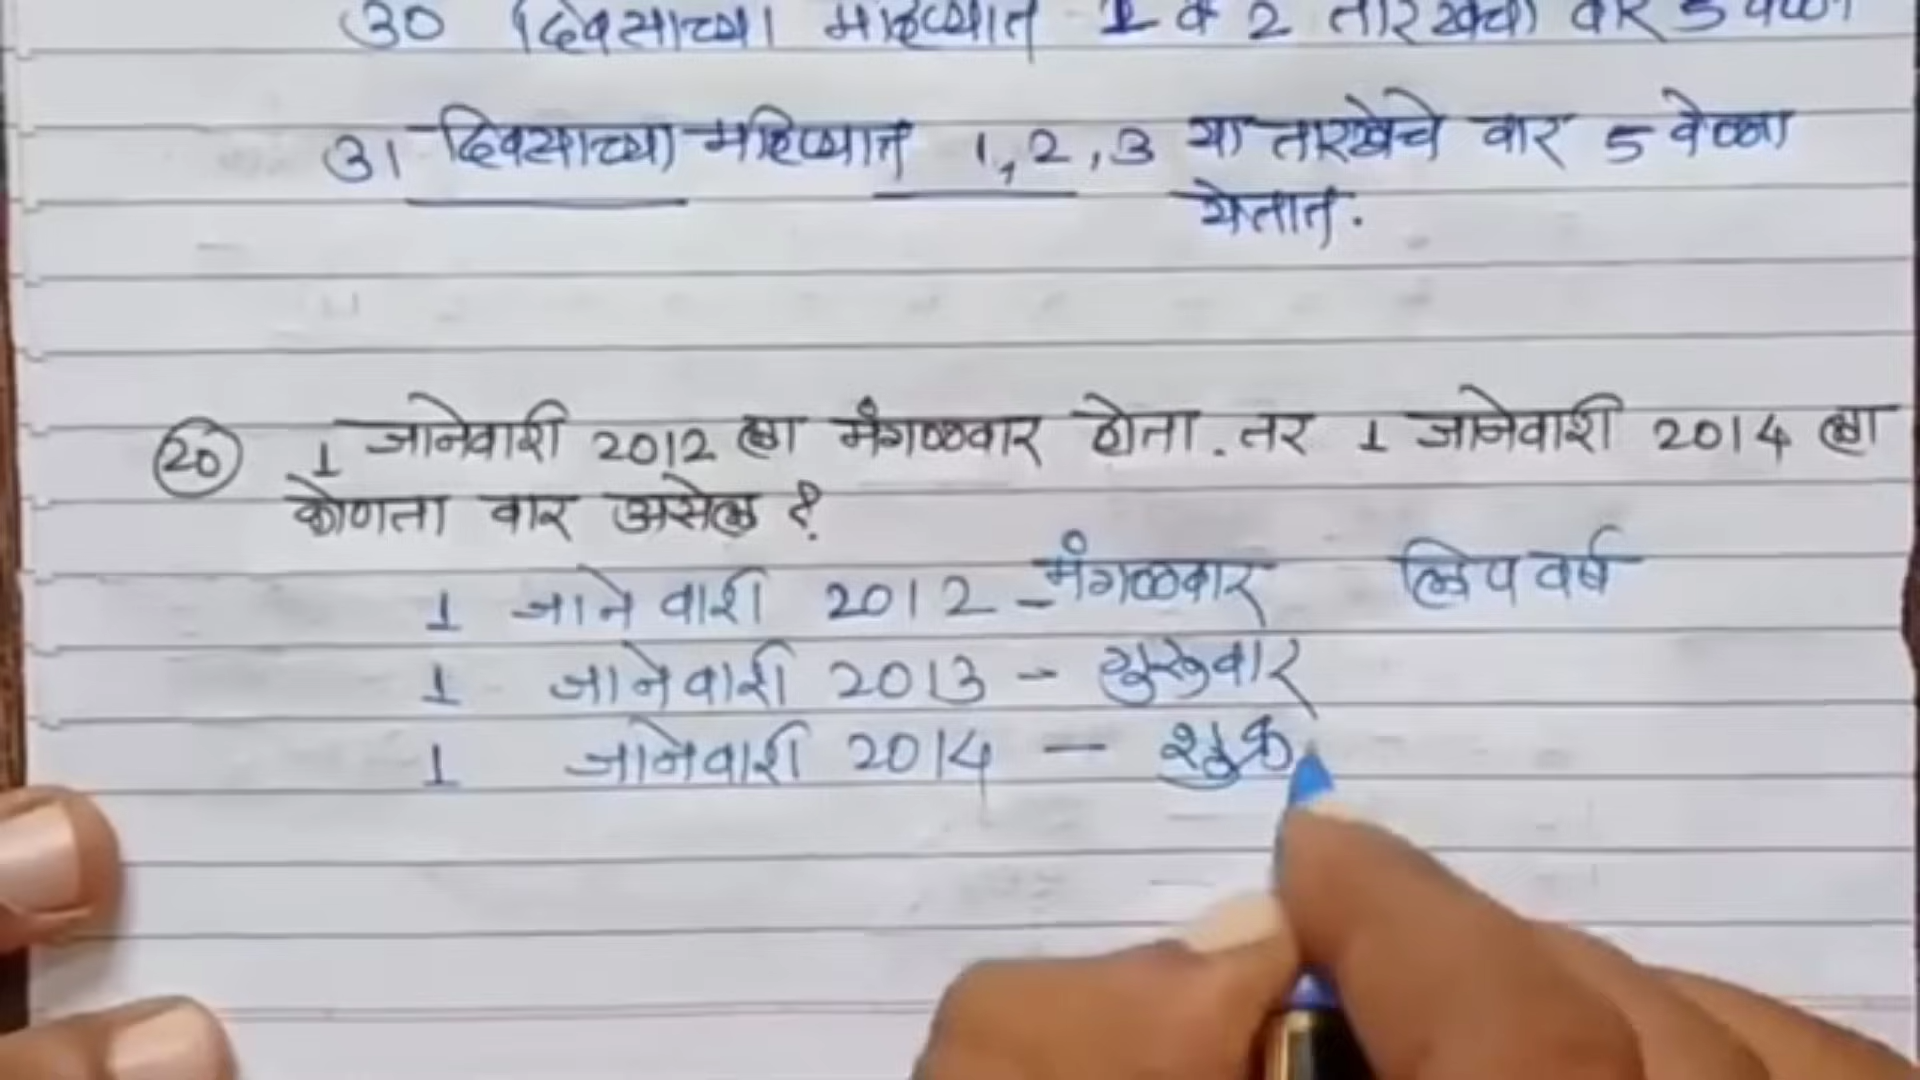 30 दिवसाच्या महिण्यात 1 व 2 तारखेचा वार 5 वेळा
31 दिवसाच्या महिण्यात 1,2,3 या तारखेचे वार 5 वेळा
येतात.
20 1 जानेवारी 2012 ला मंगळवार होता. तर 1 जानेवारी 2014 ला
कोणता वार असेल ?
1 जानेवारी 2012 - मंगळवार लिपवर्ष
1 जानेवारी 2013 - गुरुवार
1 जानेवारी 2014 - शुक्र